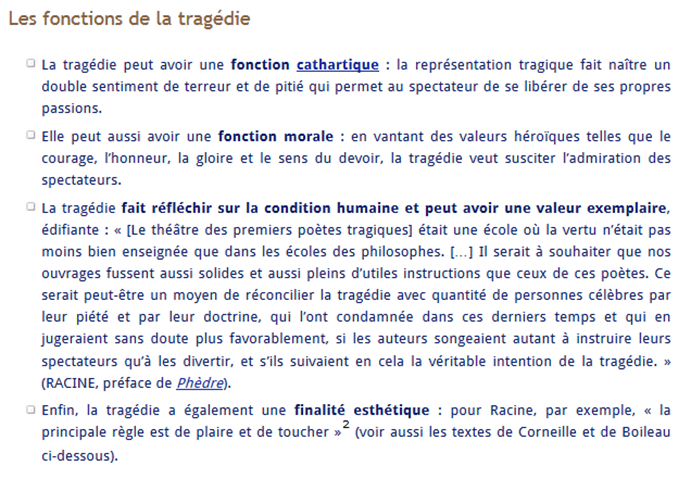 Les fonctions de la tragédie
La tragédie peut avoir une fonction cathartique : la représentation tragique fait naître un
double sentiment de terreur et de pitié qui permet au spectateur de se libérer de ses propres
passions.
Elle peut aussi avoir une fonction morale : en vantant des valeurs héroïques telles que le
courage, l’honneur, la gloire et le sens du devoir, la tragédie veut susciter l’admiration des
spectateurs.
La tragédie fait réfléchir sur la condition humaine et peut avoir une valeur exemplaire,
édifiante : « [Le théâtre des premiers poètes tragiques] était une école où la vertu n’était pas
moins bien enseignée que dans les écoles des philosophes. […] Il serait à souhaiter que nos
ouvrages fussent aussi solides et aussi pleins d’utiles instructions que ceux de ces poètes. Ce
serait peut-être un moyen de réconcilier la tragédie avec quantité de personnes célèbres par
leur piété et par leur doctrine, qui l’ont condamnée dans ces derniers temps et qui en
jugeraient sans doute plus favorablement, si les auteurs songeaient autant à instruire leurs
spectateurs qu’à les divertir, et s’ils suivaient en cela la véritable intention de la tragédie. »
(RACINE, préface de Phèdre).
Enfin, la tragédie a également une finalité esthétique : pour Racine, par exemple, « la
principale règle est de plaire et de toucher »2 (voir aussi les textes de Corneille et de Boileau
ci-dessous).